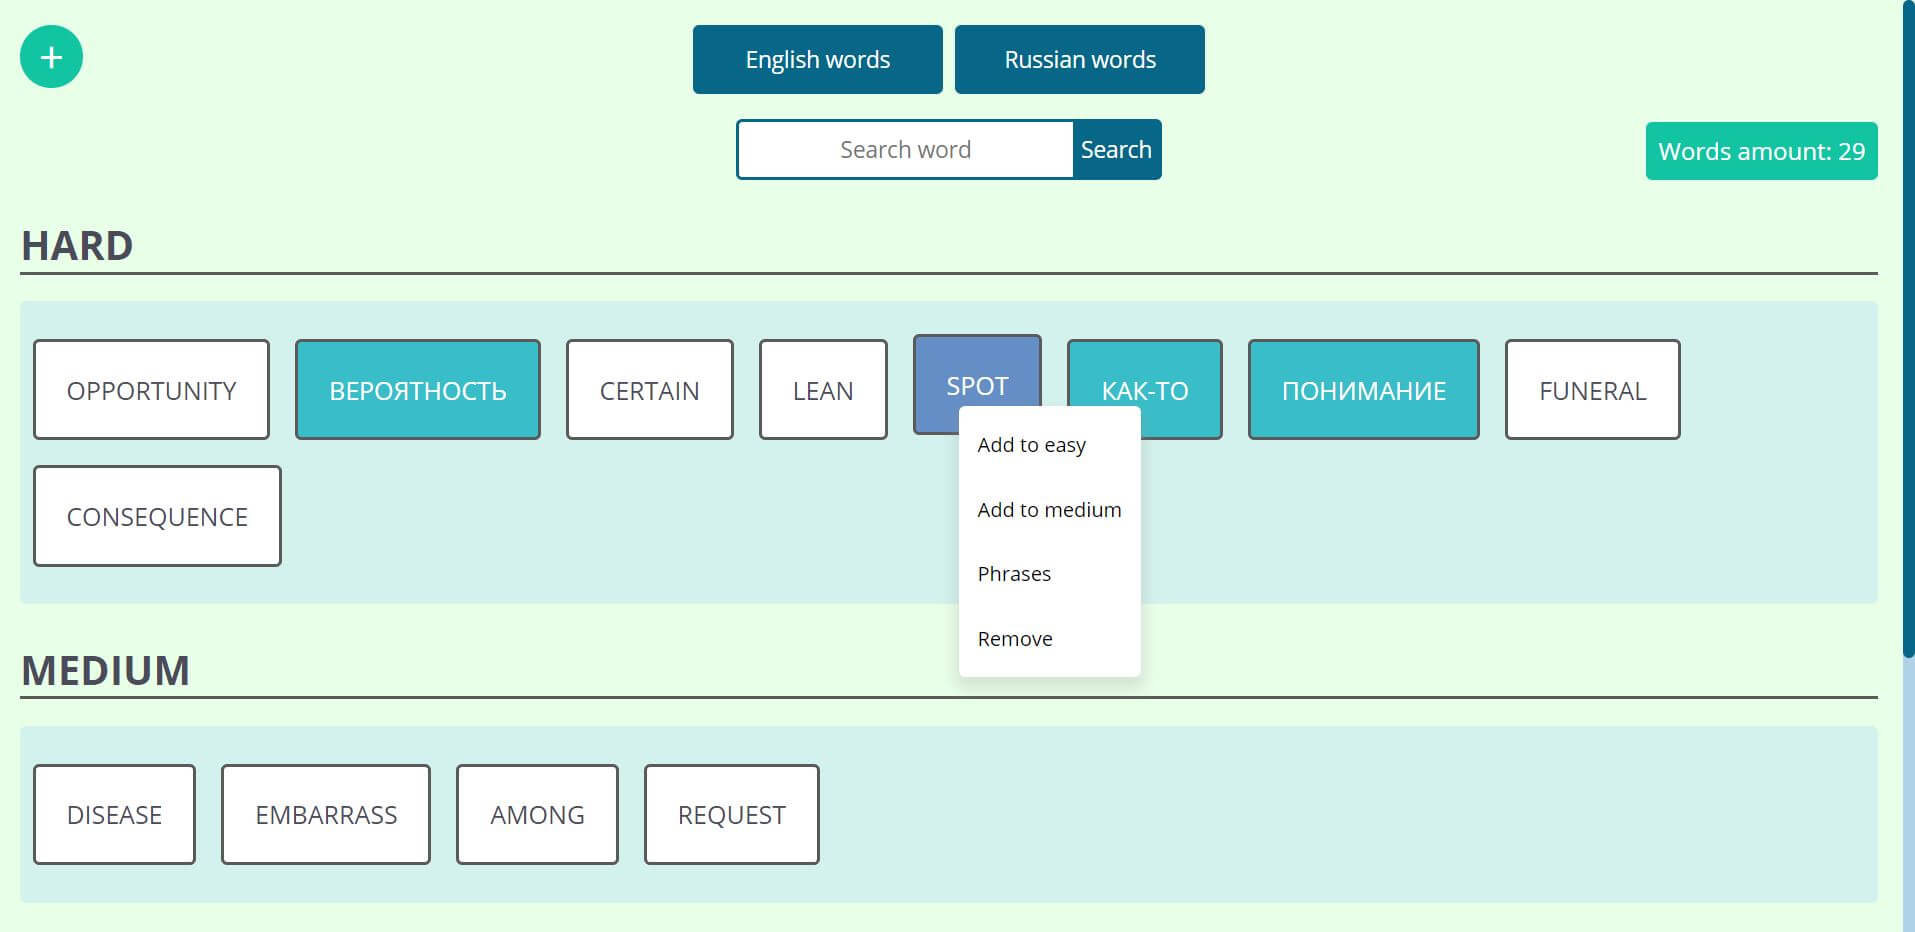 +
English words
Russian words
Search word
Search
Words amount: 29
HARD
OPPORTUNITY
ВЕРОЯТНОСТЬ
CERTAIN
LEAN
SPOT
КАК-ТО
ПОНИМАНИЕ
FUNERAL
CONSEQUENCE
Add to easy
Add to medium
Phrases
Remove
MEDIUM
DISEASE
EMBARRASS
AMONG
REQUEST